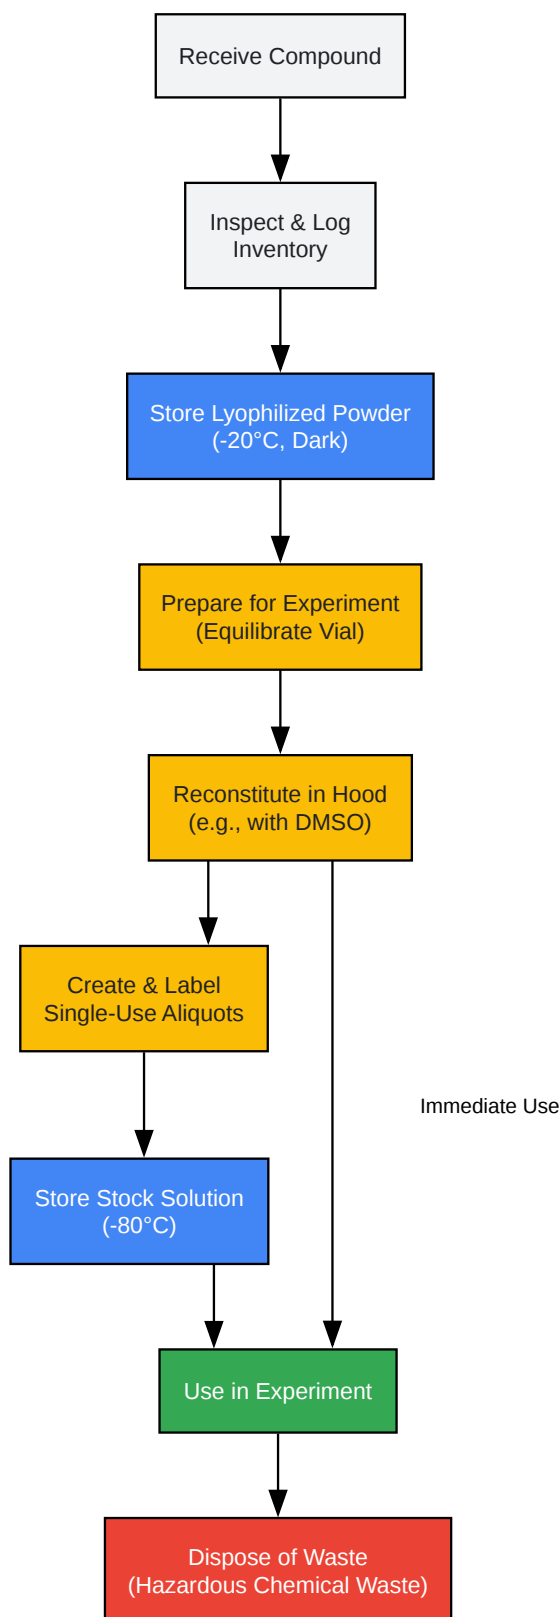 Receive Compound
Inspect & Log
Inventory
Store Lyophilized Powder
(-20°C, Dark)
Prepare for Experiment
(Equilibrate Vial)
Reconstitute in Hood
(e.g., with DMSO)
Create & Label
Single-Use Aliquots
Immediate Use
Store Stock Solution
(-80°C)
Use in Experiment
Dispose of Waste
(Hazardous Chemical Waste)